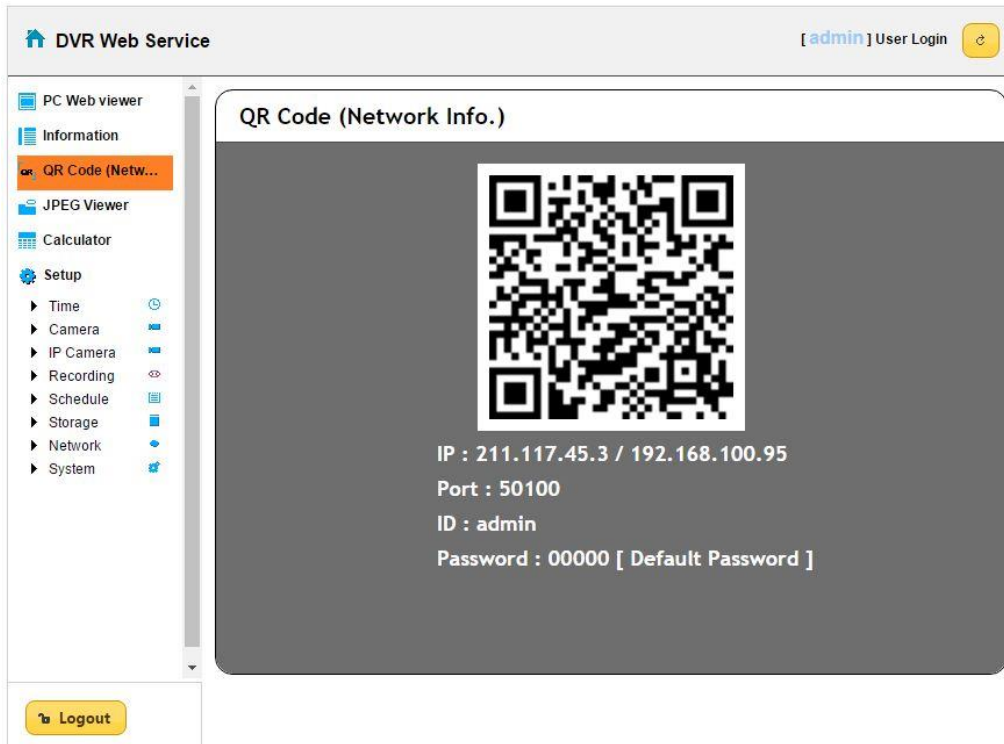 DVR Web Service
[ admin ] User Login
PC Web viewer
Information
QR Code (Netw...
JPEG Viewer
Calculator
Setup
Time
Camera
IP Camera
Recording
Schedule
Storage
Network
System
Logout
QR Code (Network Info.)
IP : 211.117.45.3 / 192.168.100.95
Port : 50100
ID : admin
Password : 00000 [ Default Password ]